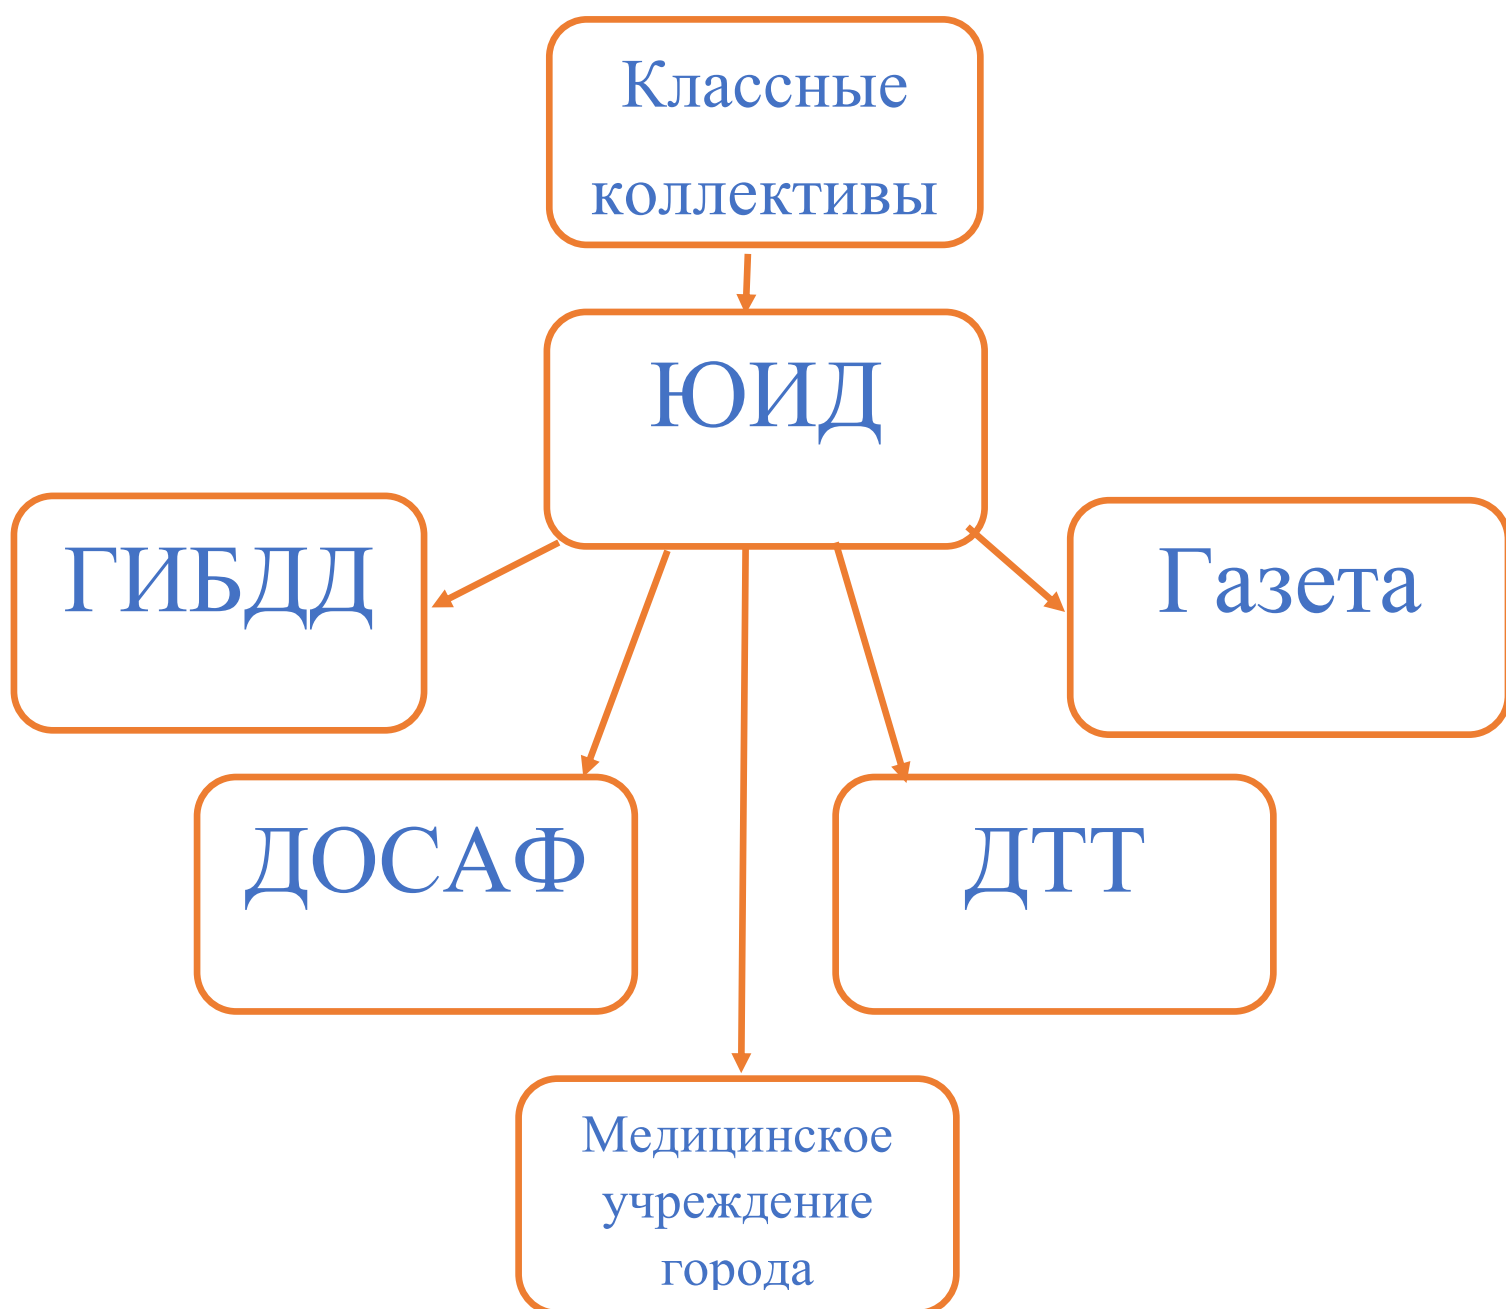 Классные
коллективы
ЮИД
ГИБДД
Газета
ДОСАФ
ДТТ
Медицинское
учреждение
города